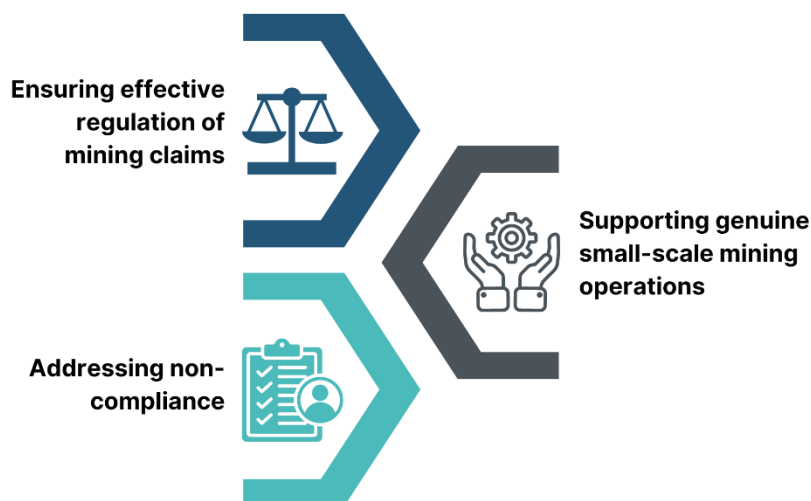 Ensuring effective
regulation of
mining claims
Supporting genuine
small-scale mining
operations
Addressing non-
compliance